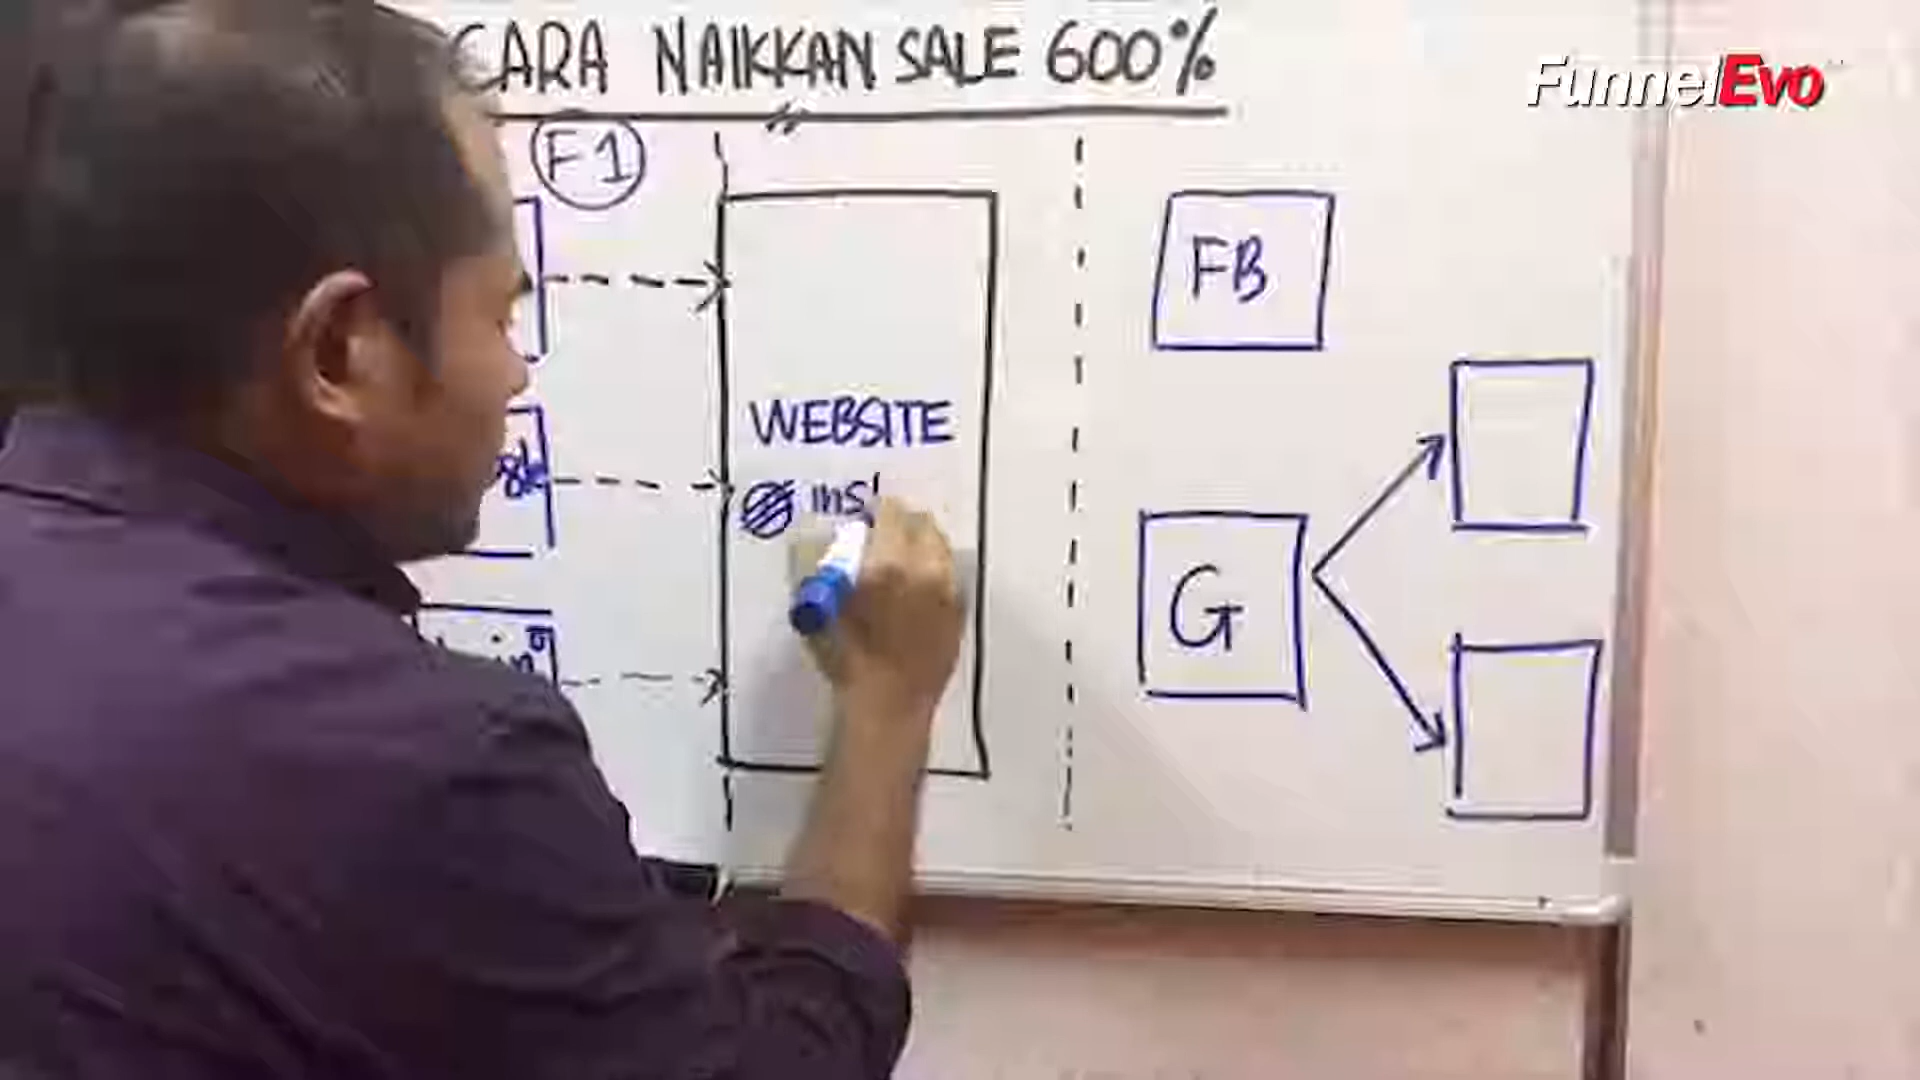 CARA NAIKKAN SALE 600%
FunnelEvo
F1
FB
WEBSITE
G